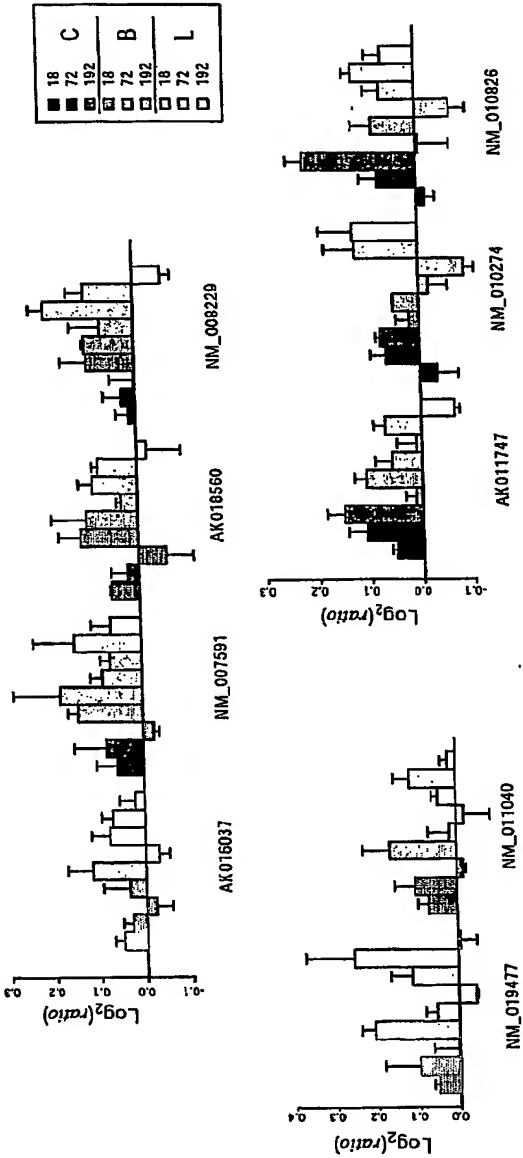 18
72
192
C
18
72
192
B
18
72
192
L
Log₂(ratio)
0.2
0.1
0.0
-0.1
AK016037
NM_007591
AK018560
NM_008229
Log₂(ratio)
0.4
0.3
0.2
0.1
0.0
NM_019477
NM_011040
Log₂(ratio)
0.3
0.2
0.1
0.0
-0.1
AK011747
NM_010274
NM_010826